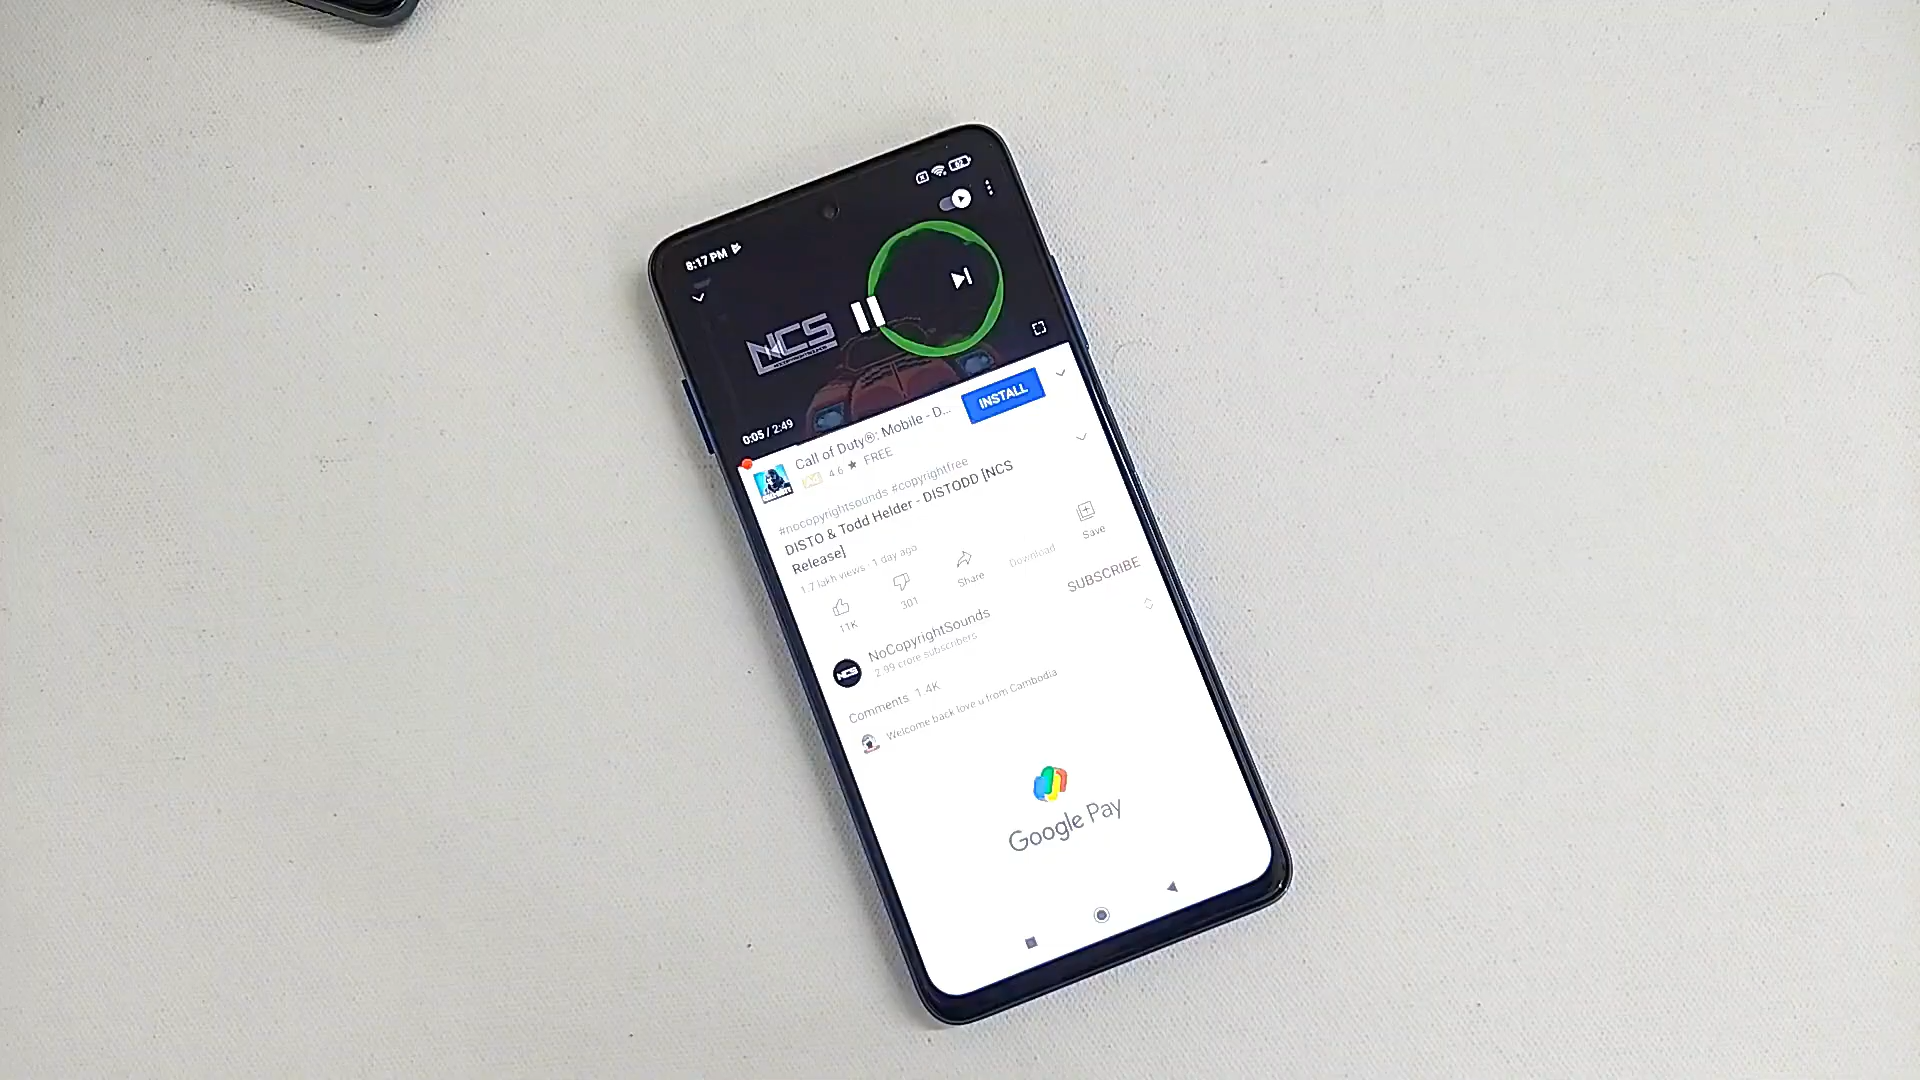 8:17 PM
62
NCS
0:05 / 2:49
Call of Duty®: Mobile - D...
INSTALL
Ad 4.6 ★ FREE
#nocopyrightsounds #copyrightfree
DISTO & Todd Helder - DISTODD [NCS
Release]
1.7 lakh views · 1 day ago
11K
301
Share
Download
Save
NoCopyrightSounds
2.99 crore subscribers
SUBSCRIBE
Comments 1.4K
Welcome back love u from Cambodia
Google Pay